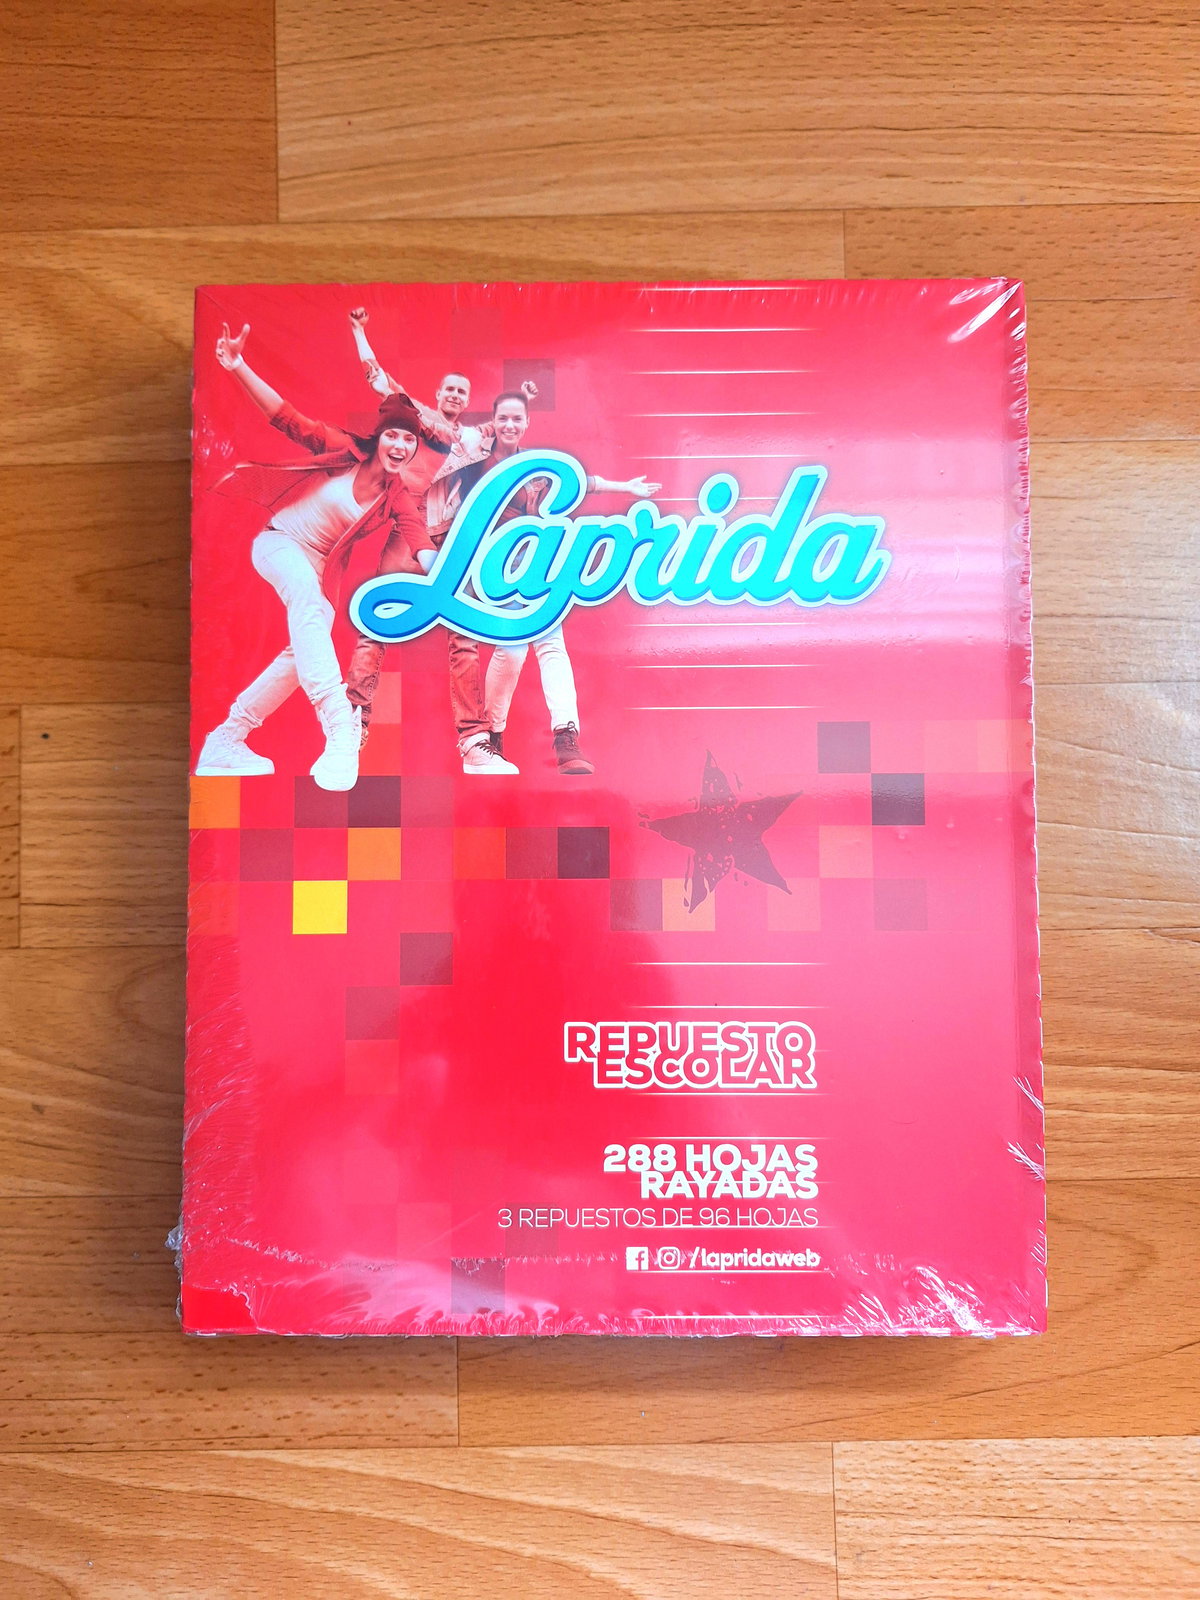 Laprida
REPUESTO
ESCOLAR
288 HOJAS
RAYADAS
3 REPUESTOS DE 96 HOJAS
/lapridaweb